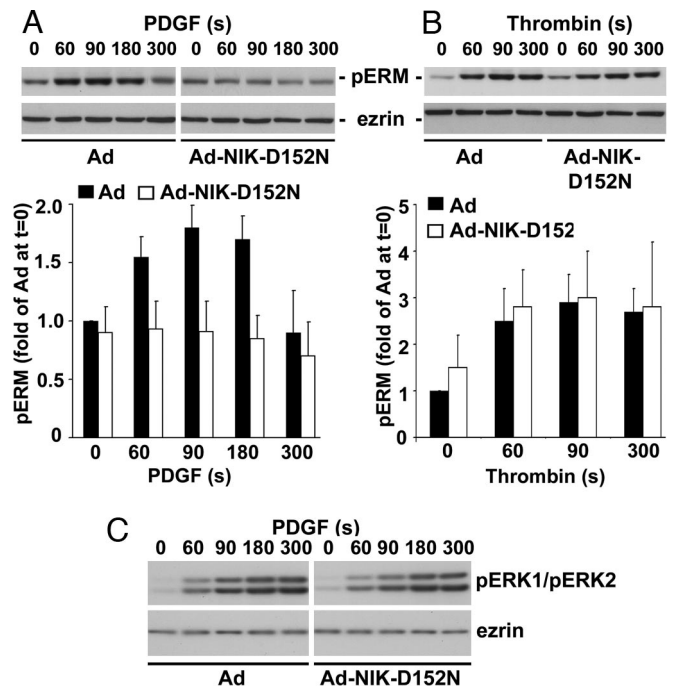 A
PDGF (s)
0 60 90 180 300 0 60 90 180 300
- pERM -
ezrin -
Ad Ad-NIK-D152N
Ad Ad-NIK-D152N
pERM (fold of Ad at t=0)
2.0
1.5
1.0
0.5
0
0 60 90 180 300
PDGF (s)
B
Thrombin (s)
0 60 90 300 0 60 90 300
Ad Ad-NIK-
D152N
Ad
Ad-NIK-D152
pERM (fold of Ad at t=0)
5
4
3
2
1
0
0 60 90 300
Thrombin (s)
C
PDGF (s)
0 60 90 180 300 0 60 90 180 300
pERK1/pERK2
ezrin
Ad Ad-NIK-D152N